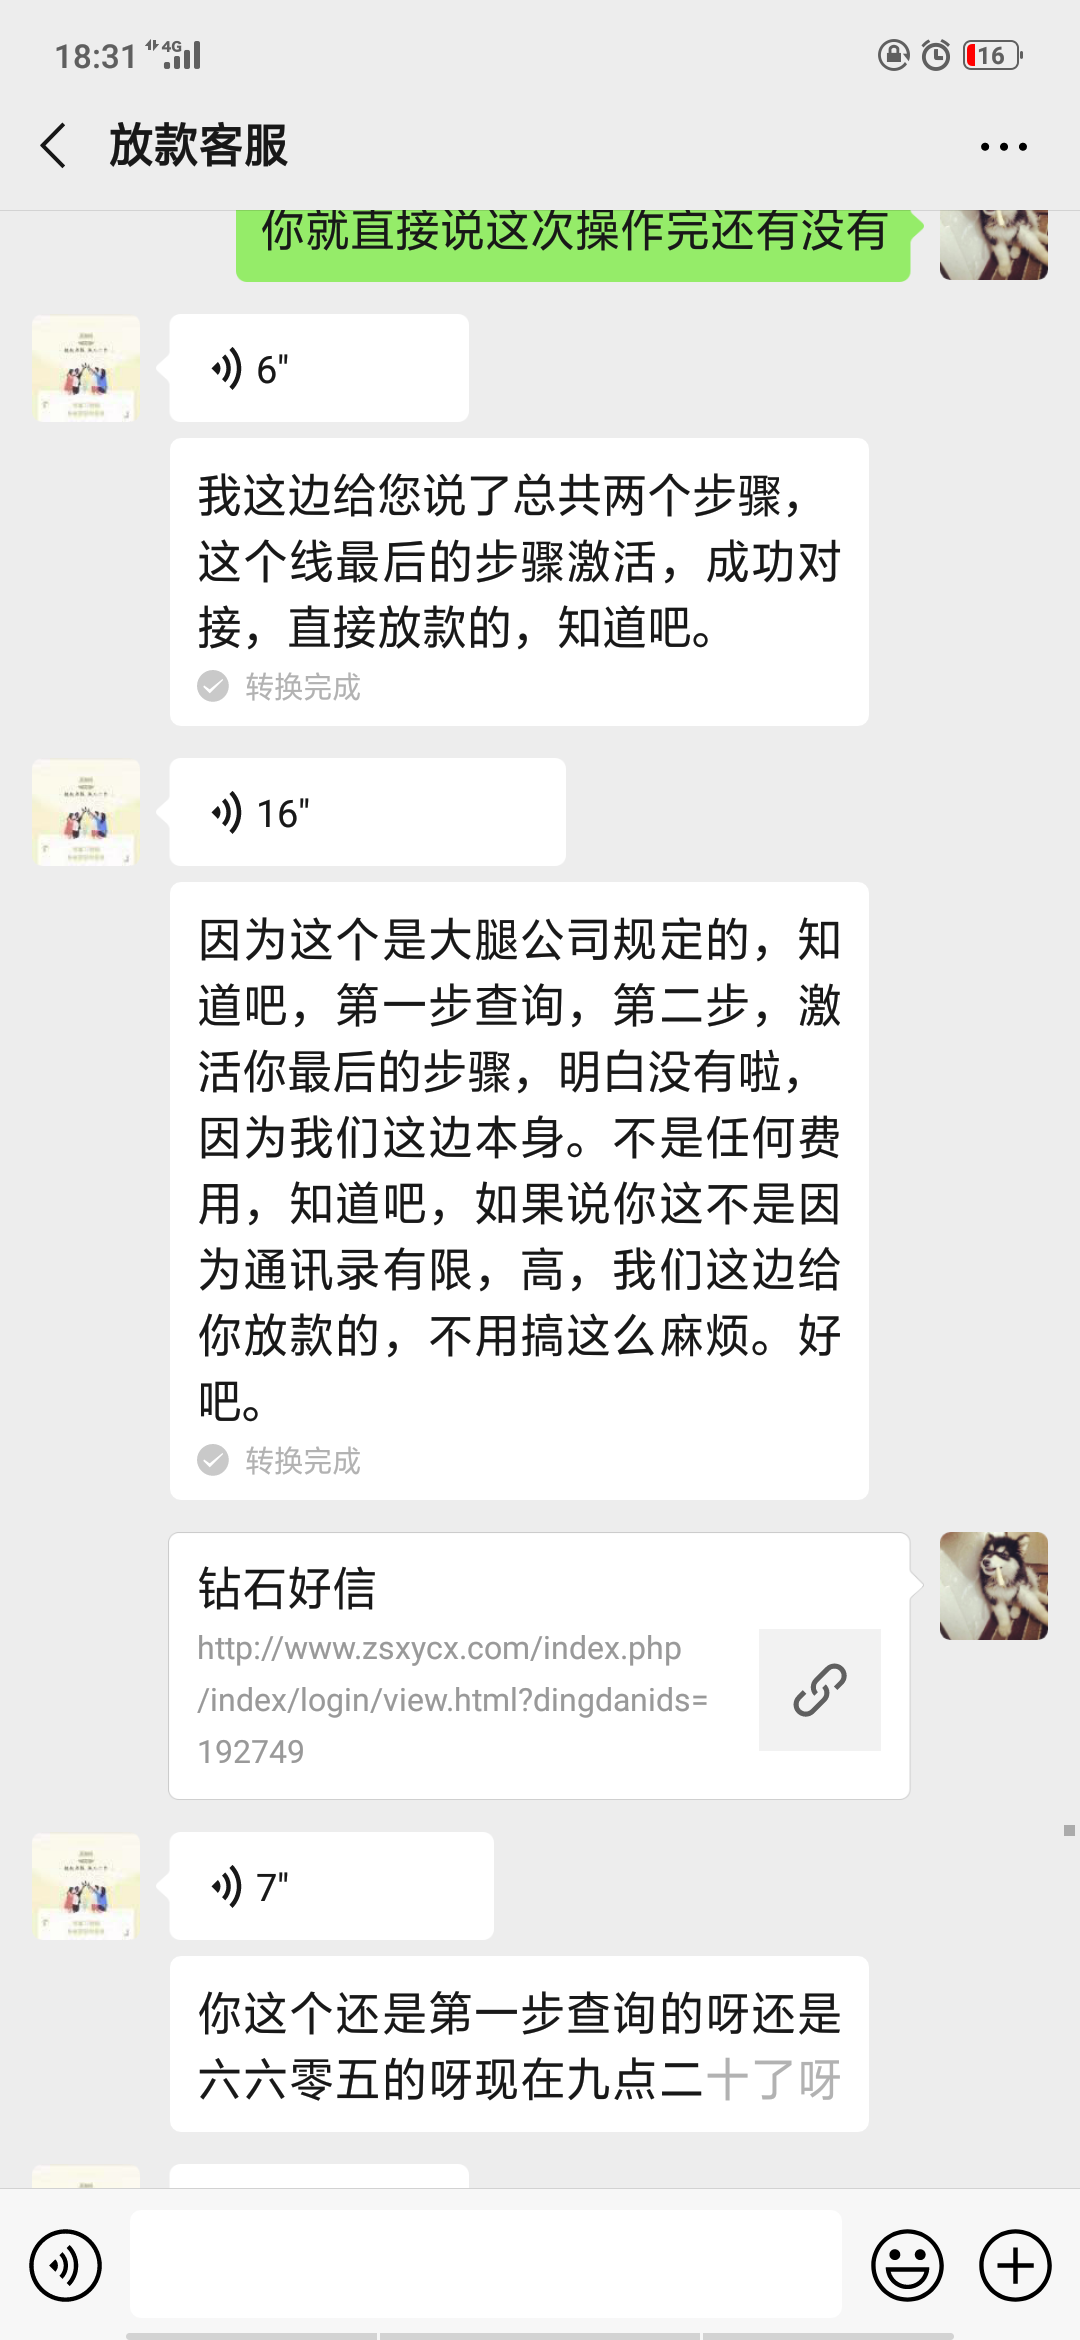 18:31 4G 16
放款客服
你就直接说这次操作完还有没有
6"
我这边给您说了总共两个步骤，
这个线最后的步骤激活，成功对
接，直接放款的，知道吧。
转换完成
16"
因为这个是大腿公司规定的，知
道吧，第一步查询，第二步，激
活你最后的步骤，明白没有啦，
因为我们这边本身。不是任何费
用，知道吧，如果说你这不是因
为通讯录有限，高，我们这边给
你放款的，不用搞这么麻烦。好
吧。
转换完成
钻石好信
http://www.zsxycx.com/index.php
/index/login/view.html?dingdanids=
192749
7"
你这个还是第一步查询的呀还是
六六零五的呀现在九点二十了呀